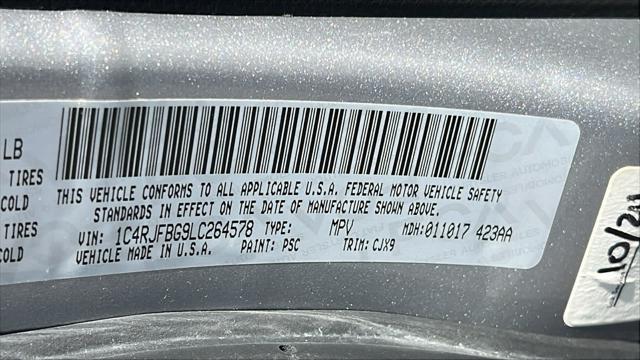 LB
TIRES
COLD
TIRES
COLD
THIS VEHICLE CONFORMS TO ALL APPLICABLE U.S.A. FEDERAL MOTOR VEHICLE SAFETY
STANDARDS IN EFFECT ON THE DATE OF MANUFACTURE SHOWN ABOVE.
VIN: 1C4RJFBG9LC264578 TYPE: MPV MDH:011017 423AA
VEHICLE MADE IN U.S.A. PAINT: PSC TRIM: CJX9